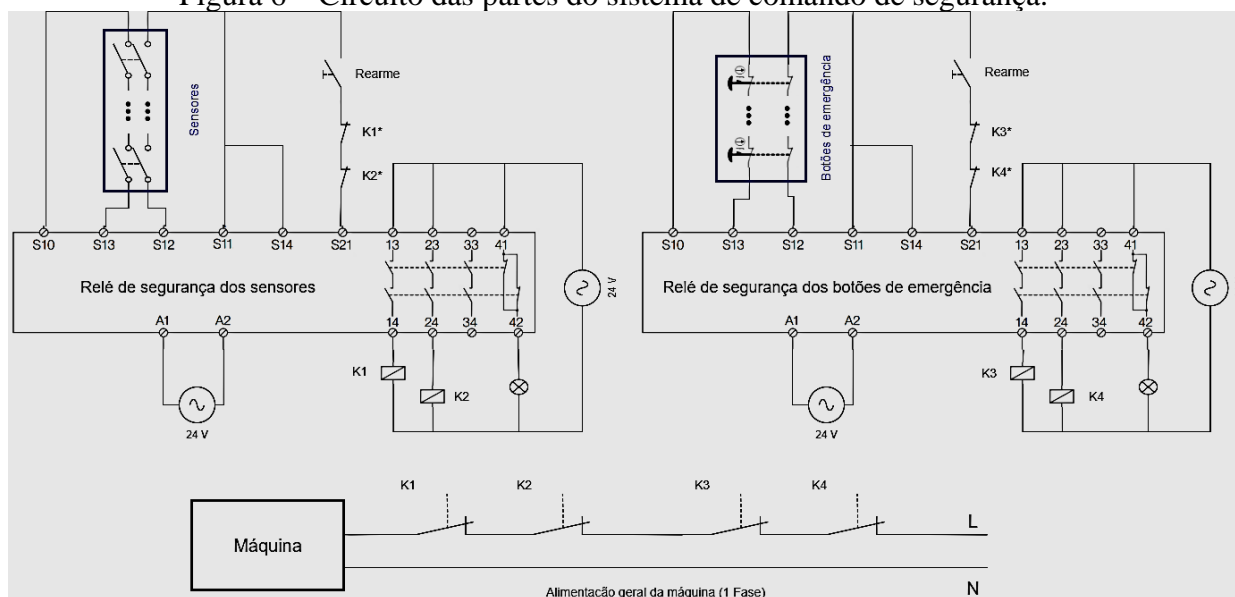 Figura 6 – Circuito das partes do sistema de comando de segurança.
Sensores
Rearme
K1*
K2*
S10 S13 S12 S11 S14 S21 13 23 33 41
Relé de segurança dos sensores
A1 A2 14 24 34 42
K1
K2
24 V
24 V
Botões de emergência
Rearme
K3*
K4*
S10 S13 S12 S11 S14 S21 13 23 33 41
Relé de segurança dos botões de emergência
A1 A2 14 24 34 42
K3
K4
24 V
K1 K2 K3 K4
L
Máquina
Alimentação geral da máquina (1 Fase)
N